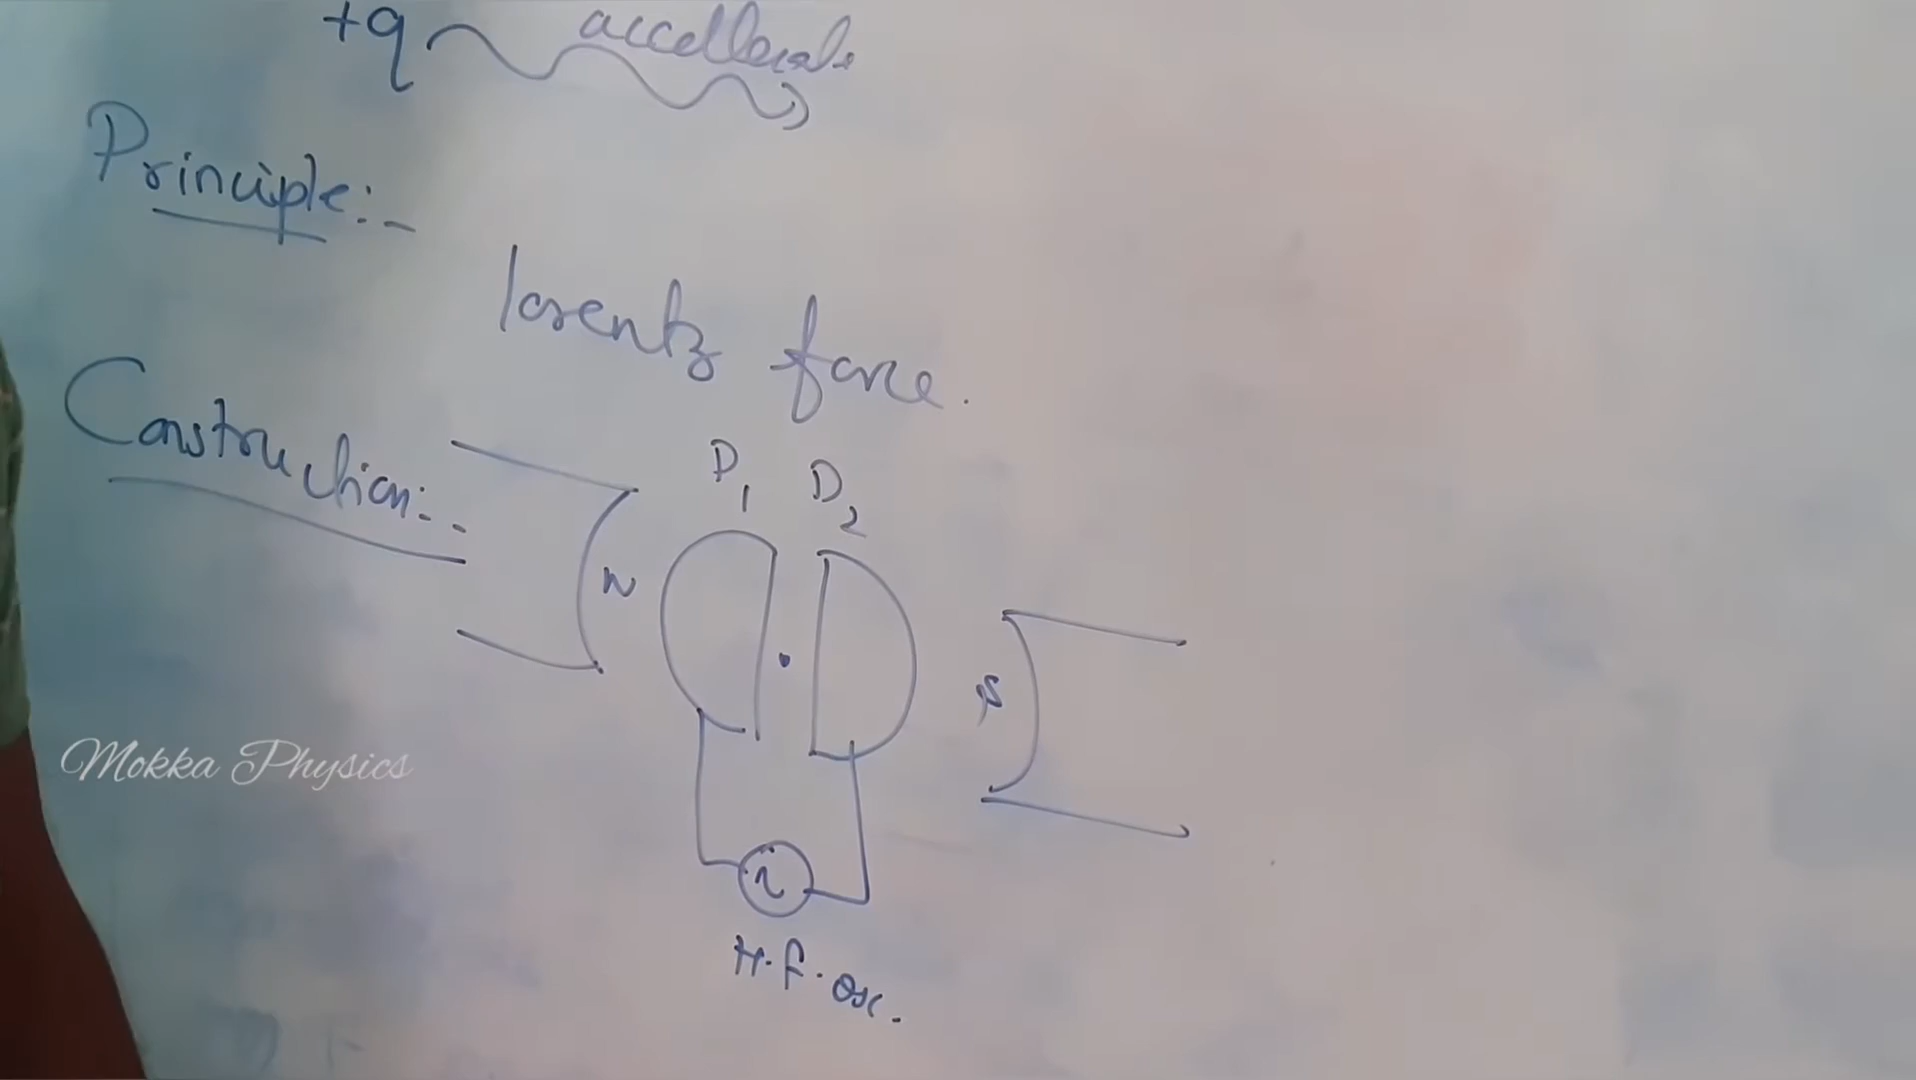 +q accellerate
Principle:-
lorentz force.
Construction:-
D1 D2
N
S
Mokka Physics
H.f. osc.